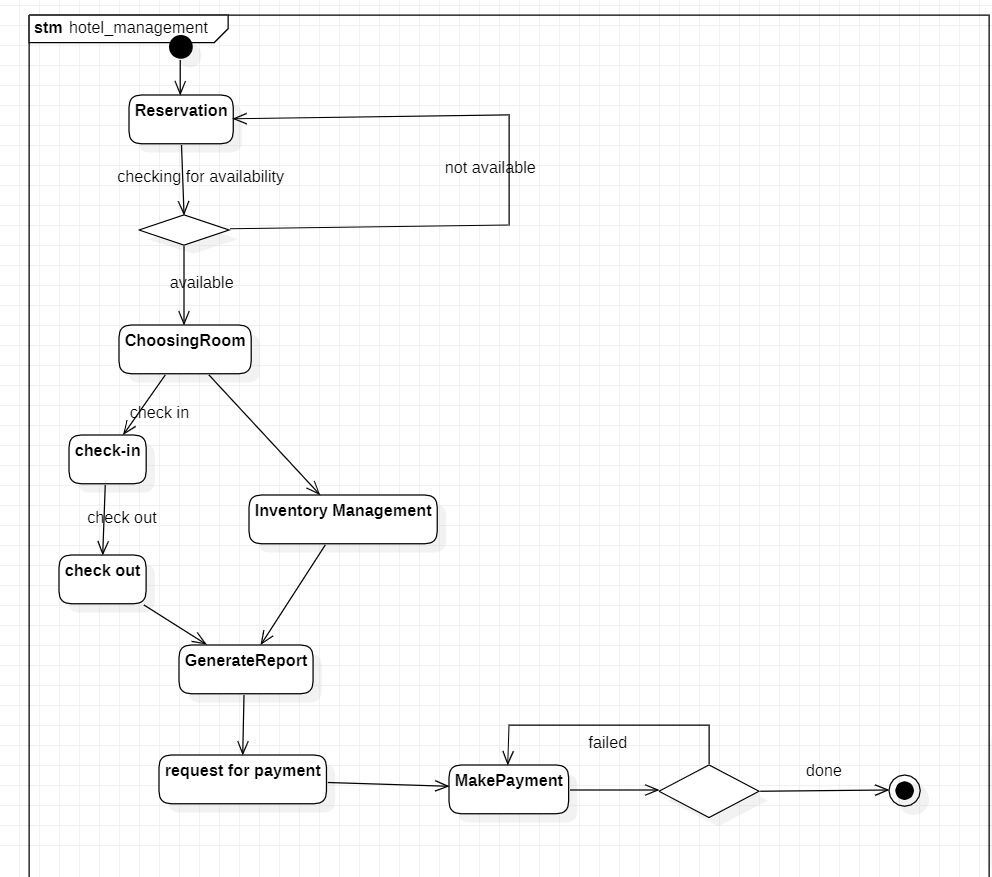 stm hotel_management
Reservation
not available
checking for availability
available
ChoosingRoom
check in
check-in
Inventory Management
check out
check out
GenerateReport
failed
request for payment
MakePayment
done